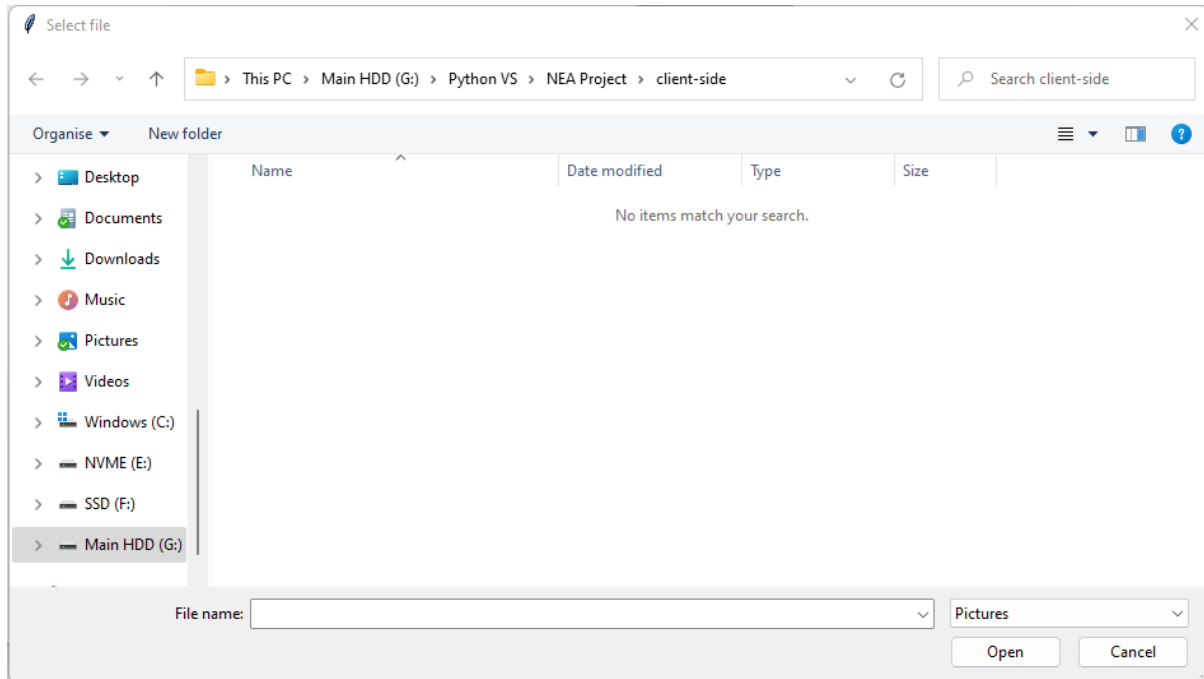 Select file
This PC > Main HDD (G:) > Python VS > NEA Project > client-side
Search client-side
Organise
New folder
Name
Date modified
Type
Size
No items match your search.
Desktop
Documents
Downloads
Music
Pictures
Videos
Windows (C:)
NVME (E:)
SSD (F:)
Main HDD (G:)
File name:
Pictures
Open
Cancel